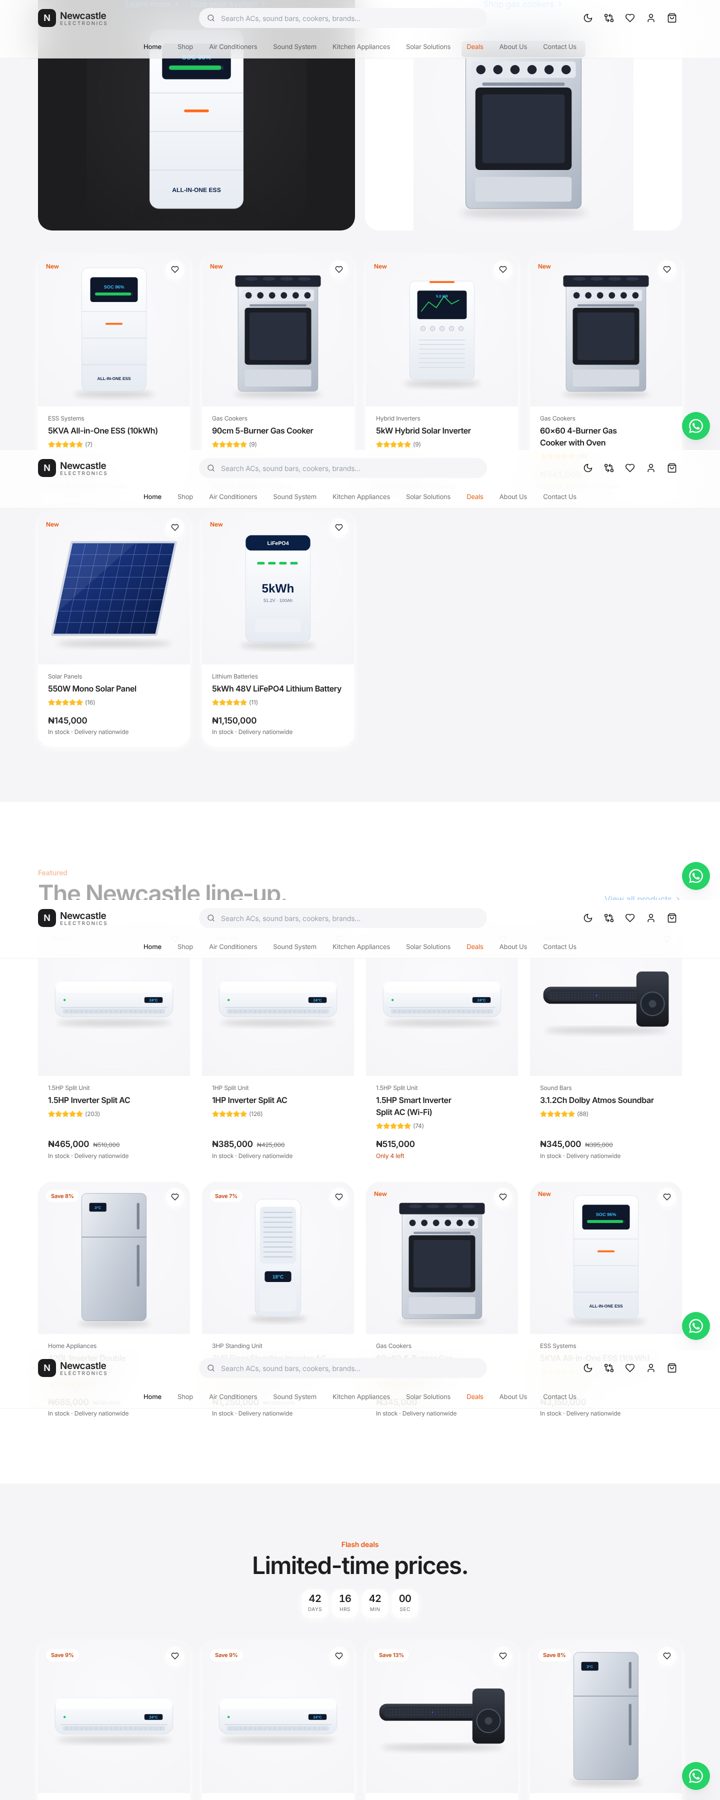 Shop gas cookers
N Newcastle
ELECTRONICS
Search ACs, sound bars, cookers, brands...
Home Shop Air Conditioners Sound System Kitchen Appliances Solar Solutions Deals About Us Contact Us
ALL-IN-ONE ESS
New New New New
SOC 96%
ALL-IN-ONE ESS
ESS Systems Gas Cookers Hybrid Inverters Gas Cookers
5KVA All-in-One ESS (10kWh) 90cm 5-Burner Gas Cooker 5kW Hybrid Solar Inverter 60×60 4-Burner Gas
Cooker with Oven
(7) (9) (9)
N Newcastle
ELECTRONICS
Search ACs, sound bars, cookers, brands...
Home Shop Air Conditioners Sound System Kitchen Appliances Solar Solutions Deals About Us Contact Us
New New
LiFePO4
5kWh
51.2V · 100Ah
Solar Panels Lithium Batteries
550W Mono Solar Panel 5kWh 48V LiFePO4 Lithium Battery
(16) (11)
₦145,000 ₦1,150,000
In stock · Delivery nationwide In stock · Delivery nationwide
Featured
The Newcastle line-up.
View all products
N Newcastle
ELECTRONICS
Search ACs, sound bars, cookers, brands...
Home Shop Air Conditioners Sound System Kitchen Appliances Solar Solutions Deals About Us Contact Us
1.5HP Split Unit 1HP Split Unit 1.5HP Split Unit Sound Bars
1.5HP Inverter Split AC 1HP Inverter Split AC 1.5HP Smart Inverter 3.1.2Ch Dolby Atmos Soundbar
Split AC (Wi-Fi)
(203) (126) (74) (88)
₦465,000 ₦510,000 ₦385,000 ₦425,000 ₦515,000 ₦345,000 ₦395,000
In stock · Delivery nationwide In stock · Delivery nationwide Only 4 left In stock · Delivery nationwide
Save 8% Save 7% New New
SOC 96%
18°C
ALL-IN-ONE ESS
Home Appliances 3HP Standing Unit Gas Cookers ESS Systems
N Newcastle
ELECTRONICS
Search ACs, sound bars, cookers, brands...
Home Shop Air Conditioners Sound System Kitchen Appliances Solar Solutions Deals About Us Contact Us
In stock · Delivery nationwide In stock · Delivery nationwide In stock · Delivery nationwide In stock · Delivery nationwide
Flash deals
Limited-time prices.
42 16 42 00
DAYS HRS MIN SEC
Save 9% Save 9% Save 13% Save 8%